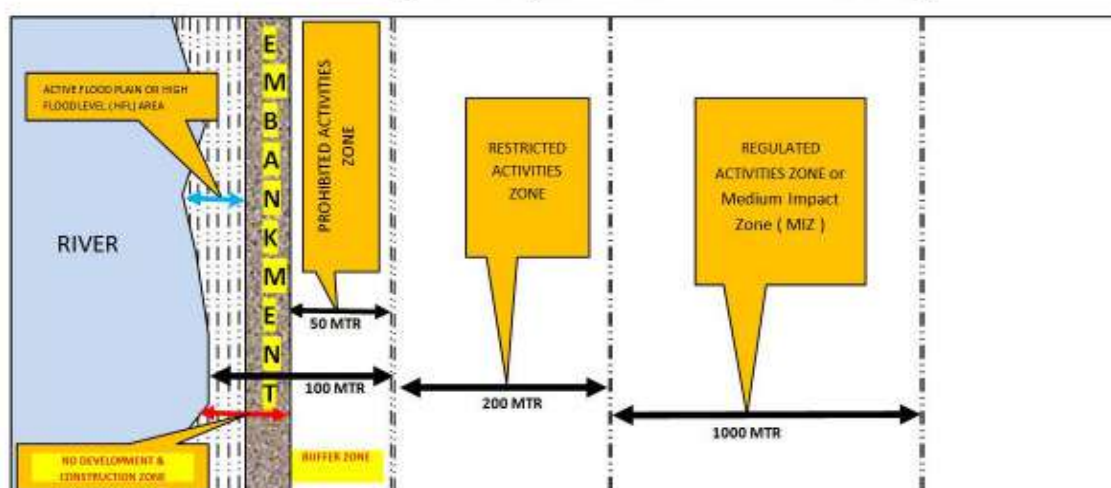 ACTIVE FLOOD PLAIN OR HIGH
FLOOD LEVEL (HFL) AREA
RIVER
EMBANKMENT
PROHIBITED ACTIVITIES
ZONE
50 MTR
100 MTR
NO DEVELOPMENT &
CONSTRUCTION ZONE
BUFFER ZONE
RESTRICTED
ACTIVITIES
ZONE
200 MTR
REGULATED
ACTIVITIES ZONE or
Medium Impact
Zone ( MIZ )
1000 MTR